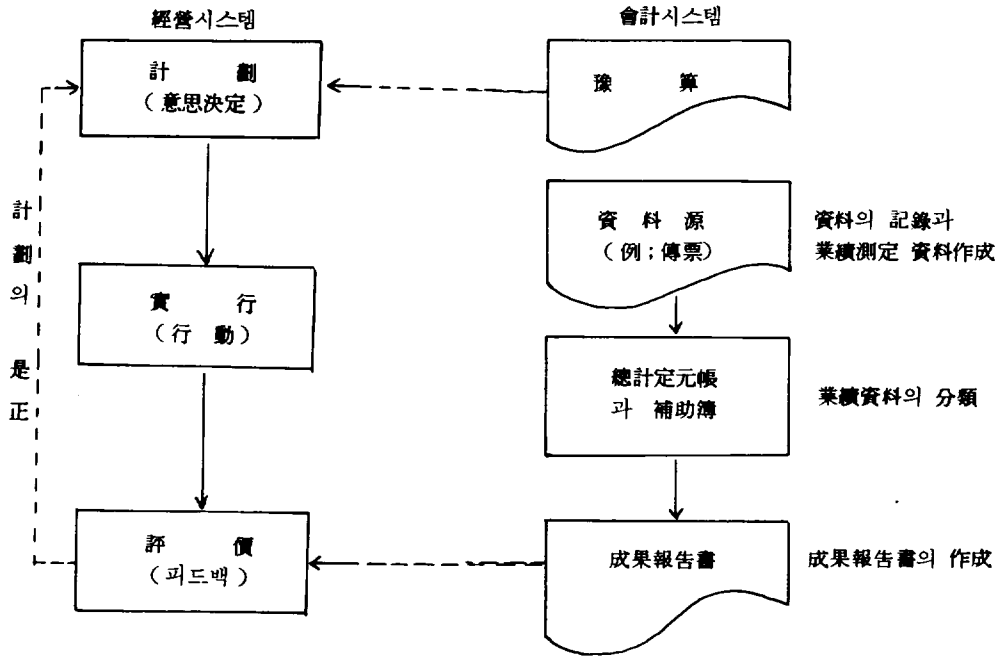 經營시스템
計 劃
(意思決定)
實 行
(行 動)
評 價
(피드백)
計劃의 是正
會計시스템
豫 算
資 料 源
(例;傳票)
資料의 記錄과
業績測定 資料作成
總計定元帳
과 補助簿
業績資料의 分類
成果報告書
成果報告書의 作成